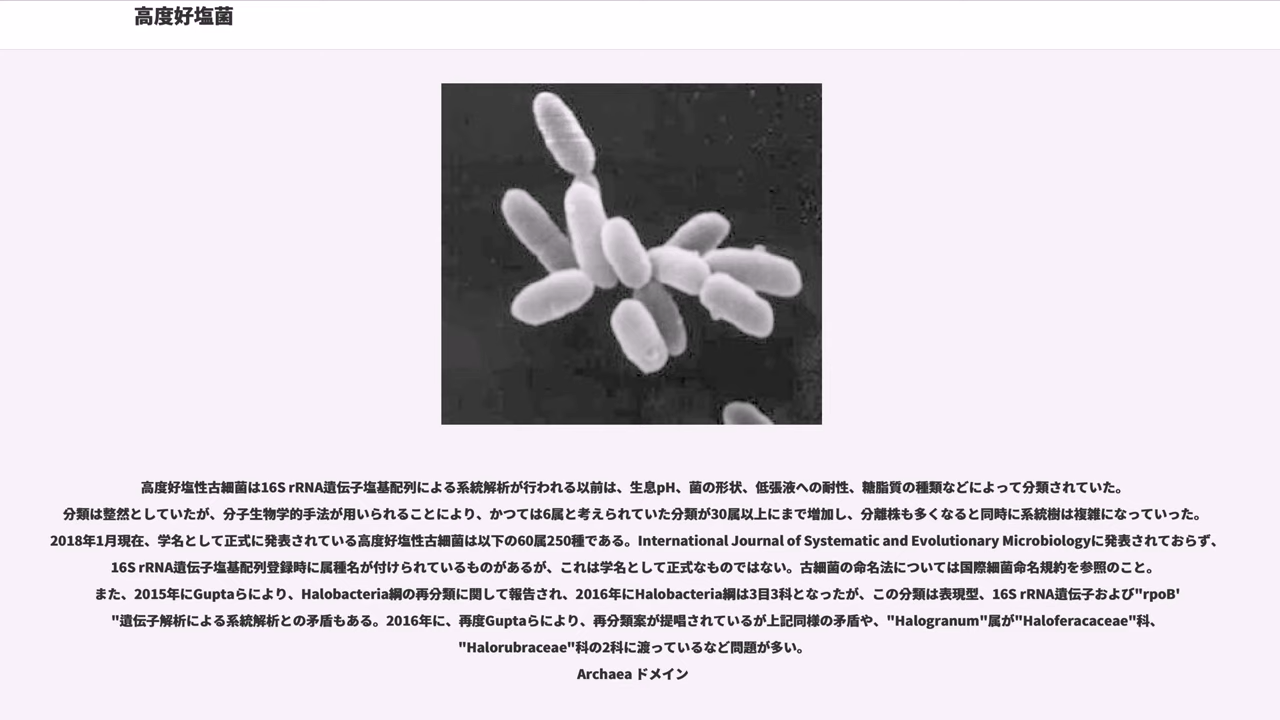 高度好塩菌
高度好塩性古細菌は16S rRNA遺伝子塩基配列による系統解析が行われる以前は、生息pH、菌の形状、低張液への耐性、糖脂質の種類などによって分類されていた。
分類は整然としていたが、分子生物学的手法が用いられることにより、かつては6属と考えられていた分類が30属以上にまで増加し、分離株も多くなると同時に系統樹は複雑になっていった。
2018年1月現在、学名として正式に発表されている高度好塩性古細菌は以下の60属250種である。International Journal of Systematic and Evolutionary Microbiologyに発表されておらず、
16S rRNA遺伝子塩基配列登録時に属種名が付けられているものがあるが、これは学名として正式なものではない。古細菌の命名法については国際細菌命名規約を参照のこと。
また、2015年にGuptaらにより、Halobacteria綱の再分類に関して報告され、2016年にHalobacteria綱は3目3科となったが、この分類は表現型、16S rRNA遺伝子および"rpoB'
"遺伝子解析による系統解析との矛盾もある。2016年に、再度Guptaらにより、再分類案が提唱されているが上記同様の矛盾や、"Halogranum"属が"Haloferacaceae"科、
"Halorubraceae"科の2科に渡っているなど問題が多い。
Archaea ドメイン